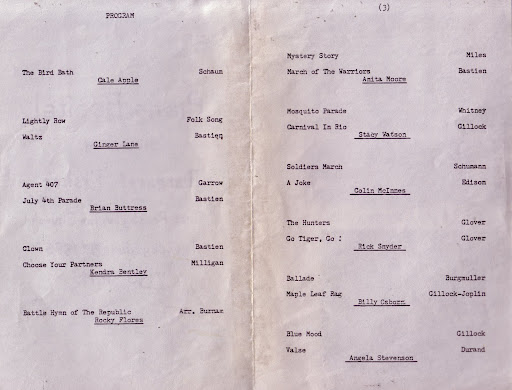 PROGRAM
The Bird Bath Schaum
Cale Apple
Lightly Row Folk Song
Waltz Bastien
Ginger Lane
Agent 407 Garrow
July 4th Parade Bastien
Brian Buttress
Clown Bastien
Choose Your Partners Milligan
Kendra Bentley
Battle Hymn of The Republic Arr. Burnam
Rocky Flores
(3)
Mystery Story Miles
March of The Warriors Bastien
Anita Moore
Mosquito Parade Whitney
Carnival In Rio Gillock
Stacy Watson
Soldiers March Schumann
A Joke Edison
Colin McInnes
The Hunters Glover
Go Tiger, Go ! Glover
Rick Snyder
Ballade Burgmuller
Maple Leaf Rag Gillock-Joplin
Billy Osborn
Blue Mood Gillock
Valse Durand
Angela Stevenson